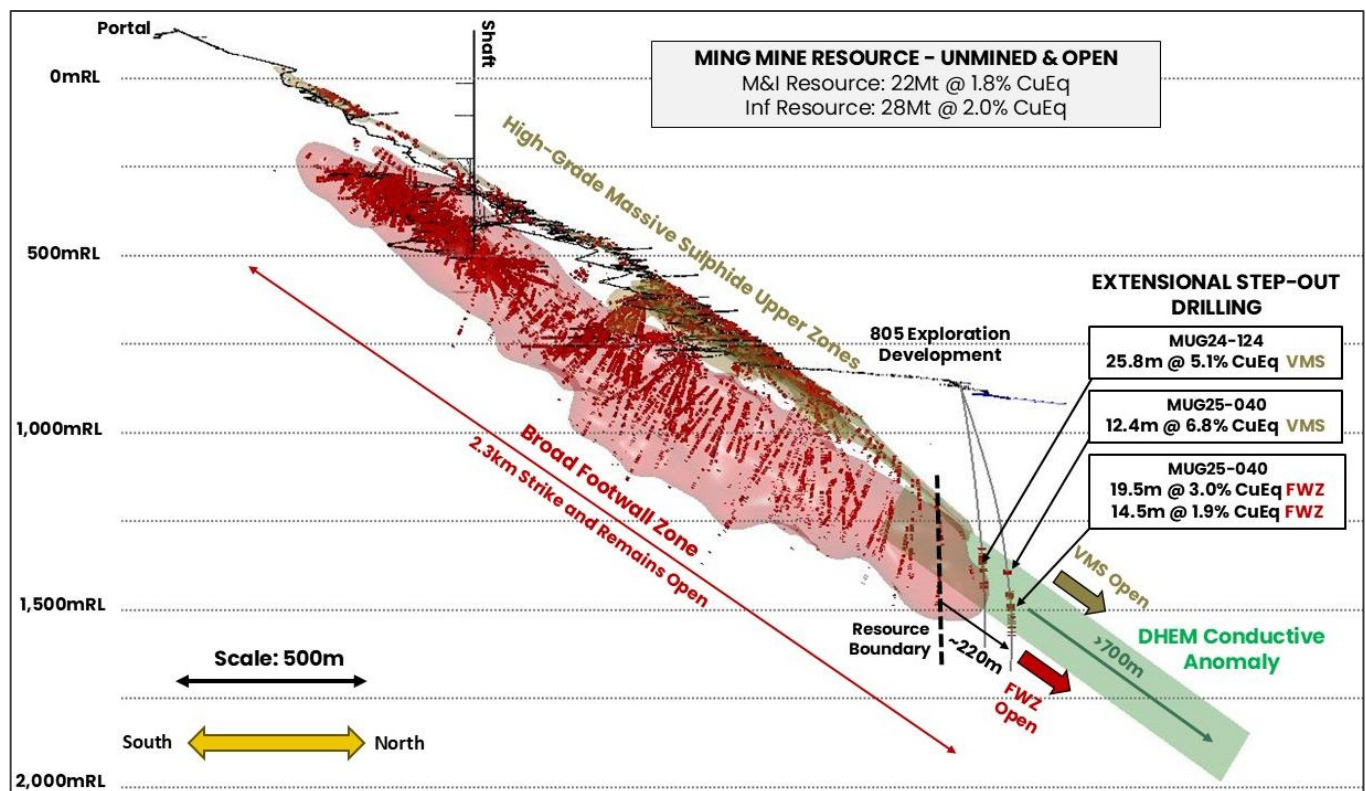 Portal
Shaft
MING MINE RESOURCE – UNMINED & OPEN
M&I Resource: 22Mt @ 1.8% CuEq
Inf Resource: 28Mt @ 2.0% CuEq
0mRL
High-Grade Massive Sulphide Upper Zones
500mRL
EXTENSIONAL STEP-OUT
DRILLING
MUG24-124
25.8m @ 5.1% CuEq VMS
805 Exploration
Development
MUG25-040
12.4m @ 6.8% CuEq VMS
1,000mRL
Broad Footwall Zone
2.3km Strike and Remains Open
MUG25-040
19.5m @ 3.0% CuEq FWZ
14.5m @ 1.9% CuEq FWZ
VMS Open
1,500mRL
Resource
Boundary
~220m
FWZ
Open
>700m
DHEM Conductive
Anomaly
Scale: 500m
South
North
2,000mRL